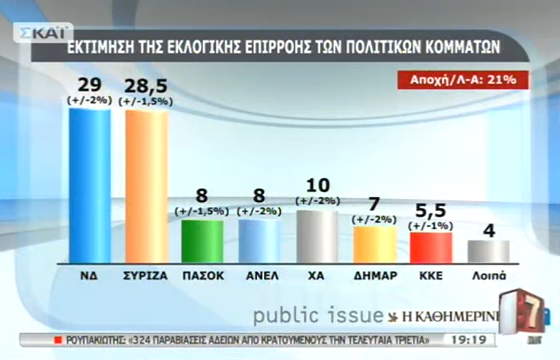 ΣΚΑΪ
ΕΚΤΙΜΗΣΗ ΤΗΣ ΕΚΛΟΓΙΚΗΣ ΕΠΙΡΡΟΗΣ ΤΩΝ ΠΟΛΙΤΙΚΩΝ ΚΟΜΜΑΤΩΝ
Αποχή/Λ-Α: 21%
29 28,5 8 8 10 7 5,5 4
(+/-2%) (+/-1,5%) (+/-1,5%) (+/-2%) (+/-2%) (+/-2%) (+/-1%)
ΝΔ ΣΥΡΙΖΑ ΠΑΣΟΚ ΑΝΕΛ ΧΑ ΔΗΜΑΡ ΚΚΕ Λοιπά
public issue Η ΚΑΘΗΜΕΡΙΝΗ
7
ΡΟΥΠΑΚΙΩΤΗΣ: «324 ΠΑΡΑΒΙΑΣΕΙΣ ΑΔΕΙΩΝ ΑΠΟ ΚΡΑΤΟΥΜΕΝΟΥΣ ΤΗΝ ΤΕΛΕΥΤΑΙΑ ΤΡΙΕΤΙΑ» 19:19